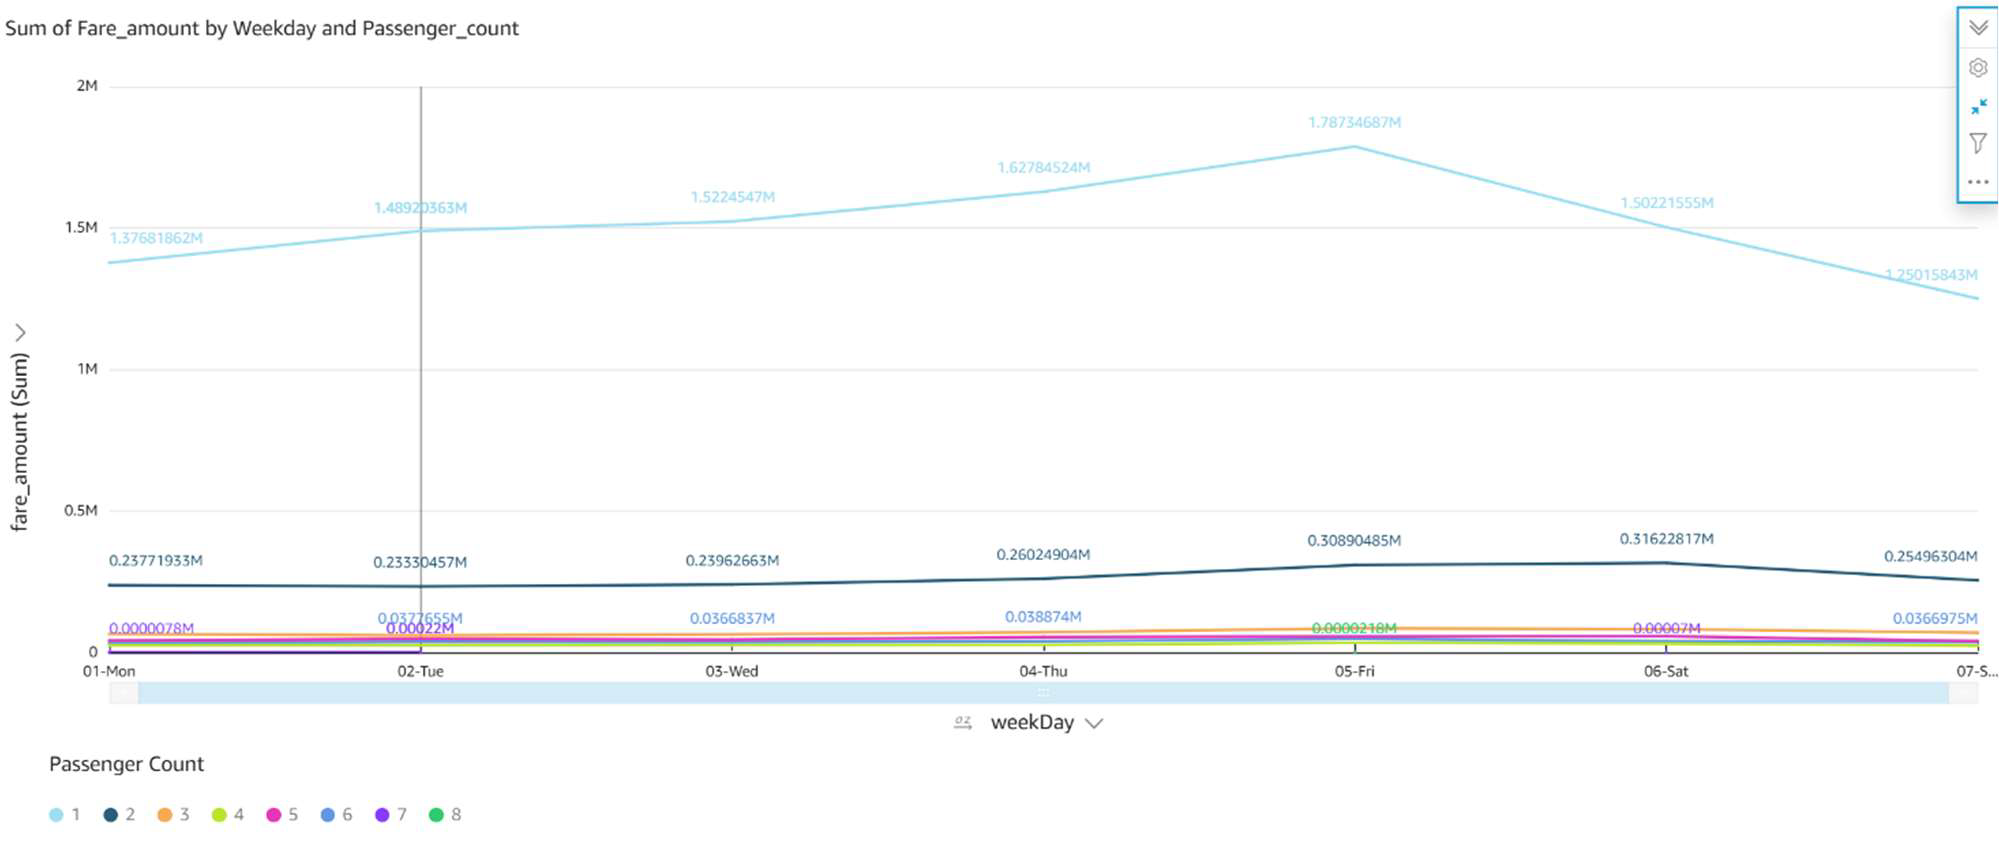 Sum of Fare_amount by Weekday and Passenger_count
2M
1.78734687M
1.62784524M
1.5224547M
1.50221555M
1.48920363M
1.5M
1.37681862M
1.25015843M
1M
fare_amount (Sum)
0.5M
0.23771933M
0.23330457M
0.23962663M
0.26024904M
0.30890485M
0.31622817M
0.25496304M
0.0377655M
0.0366837M
0.038874M
0.0366975M
0.0000078M
0.00022M
0.0000218M
0.00007M
0
01-Mon
02-Tue
03-Wed
04-Thu
05-Fri
06-Sat
07-S...
weekDay
Passenger Count
1 2 3 4 5 6 7 8